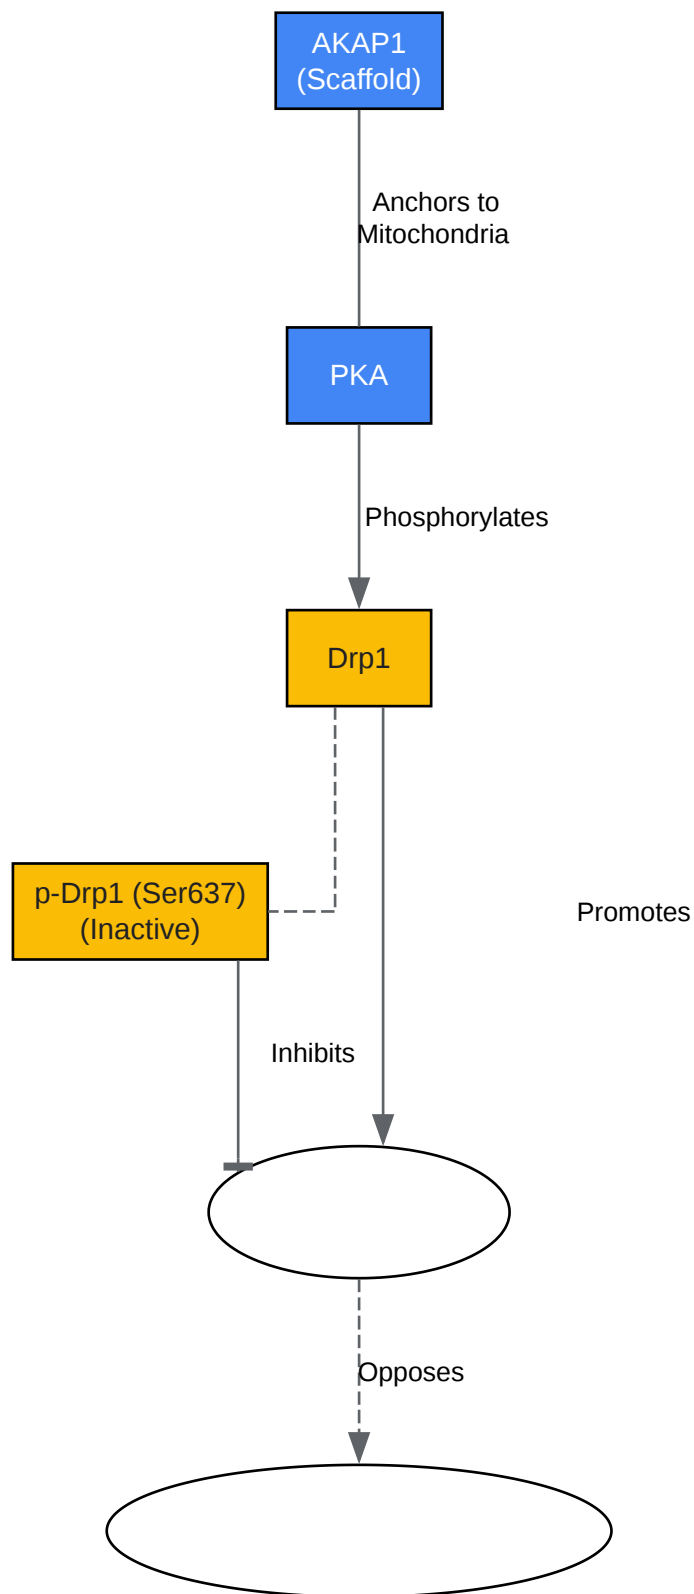 AKAP1
(Scaffold)
Anchors to
Mitochondria
PKA
Phosphorylates
Drp1
p-Drp1 (Ser637)
(Inactive)
Promotes
Inhibits
Opposes